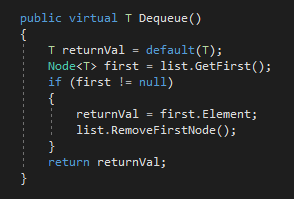 public virtual T Dequeue()
{
    T returnVal = default(T);
    Node<T> first = list.GetFirst();
    if (first != null)
    {
        returnVal = first.Element;
        list.RemoveFirstNode();
    }
    return returnVal;
}